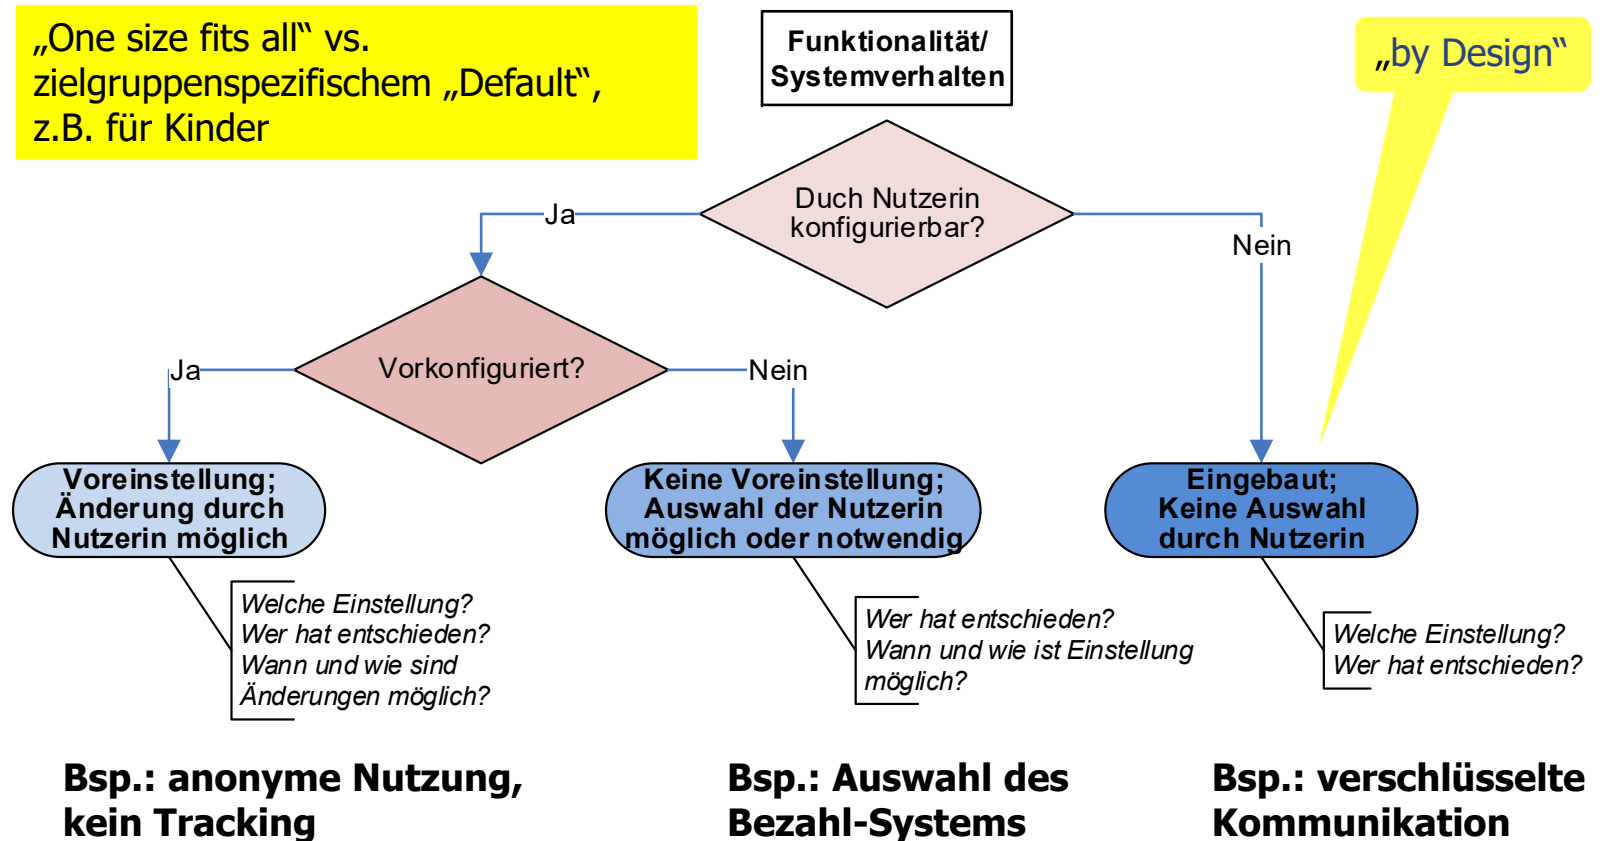 „One size fits all“ vs.
zielgruppenspezifischem „Default“,
z.B. für Kinder
Funktionalität/
Systemverhalten
„by Design“
Duch Nutzerin
konfigurierbar?
Ja
Nein
Vorkonfiguriert?
Ja
Nein
Voreinstellung;
Änderung durch
Nutzerin möglich
Keine Voreinstellung;
Auswahl der Nutzerin
möglich oder notwendig
Eingebaut;
Keine Auswahl
durch Nutzerin
Welche Einstellung?
Wer hat entschieden?
Wann und wie sind
Änderungen möglich?
Wer hat entschieden?
Wann und wie ist Einstellung
möglich?
Welche Einstellung?
Wer hat entschieden?
Bsp.: anonyme Nutzung,
kein Tracking
Bsp.: Auswahl des
Bezahl-Systems
Bsp.: verschlüsselte
Kommunikation